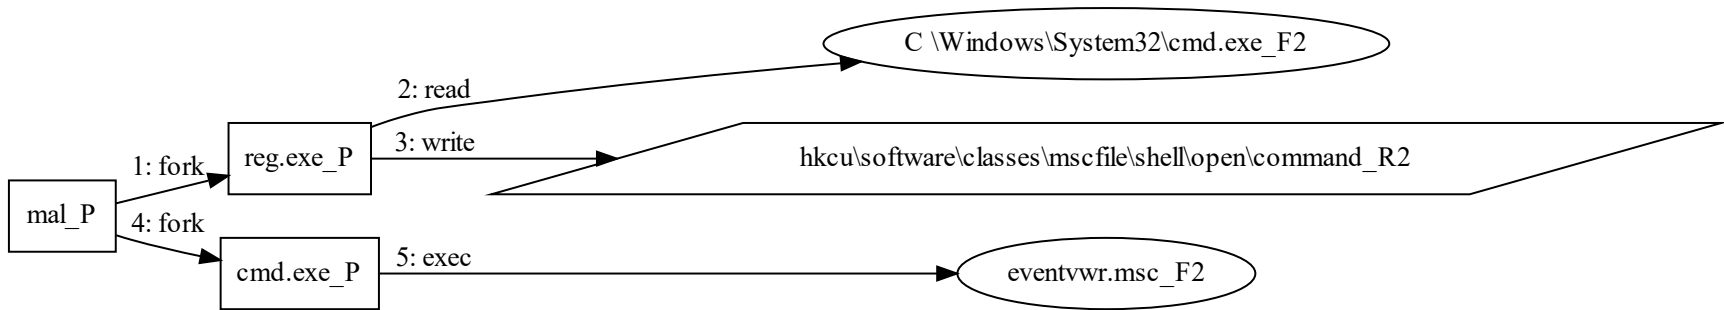 C \Windows\System32\cmd.exe_F2
2: read
3: write
reg.exe_P
hkcu\software\classes\mscfile\shell\open\command_R2
1: fork
mal_P
4: fork
cmd.exe_P
5: exec
eventvwr.msc_F2